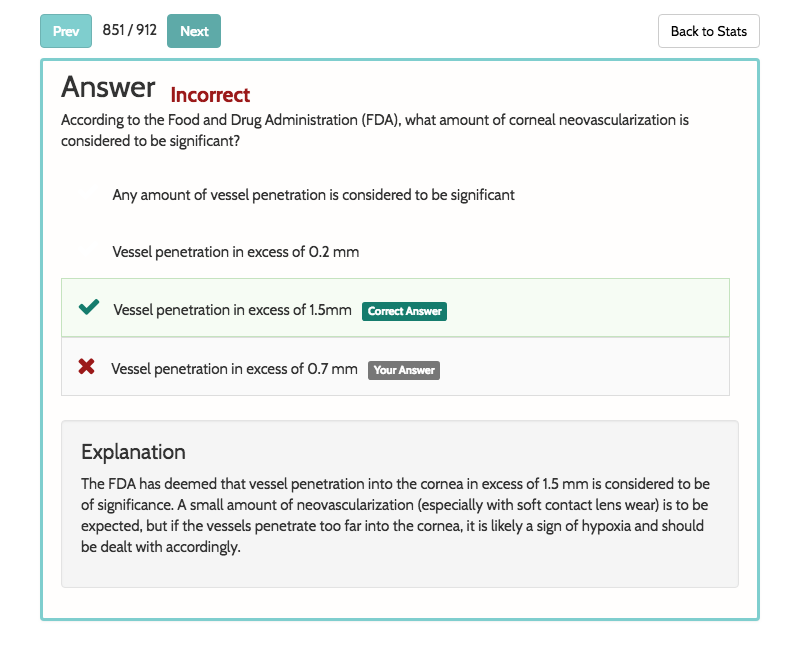 Prev 851 / 912 Next Back to Stats
Answer Incorrect
According to the Food and Drug Administration (FDA), what amount of corneal neovascularization is
considered to be significant?
Any amount of vessel penetration is considered to be significant
Vessel penetration in excess of 0.2 mm
Vessel penetration in excess of 1.5mm Correct Answer
Vessel penetration in excess of 0.7 mm Your Answer
Explanation
The FDA has deemed that vessel penetration into the cornea in excess of 1.5 mm is considered to be
of significance. A small amount of neovascularization (especially with soft contact lens wear) is to be
expected, but if the vessels penetrate too far into the cornea, it is likely a sign of hypoxia and should
be dealt with accordingly.